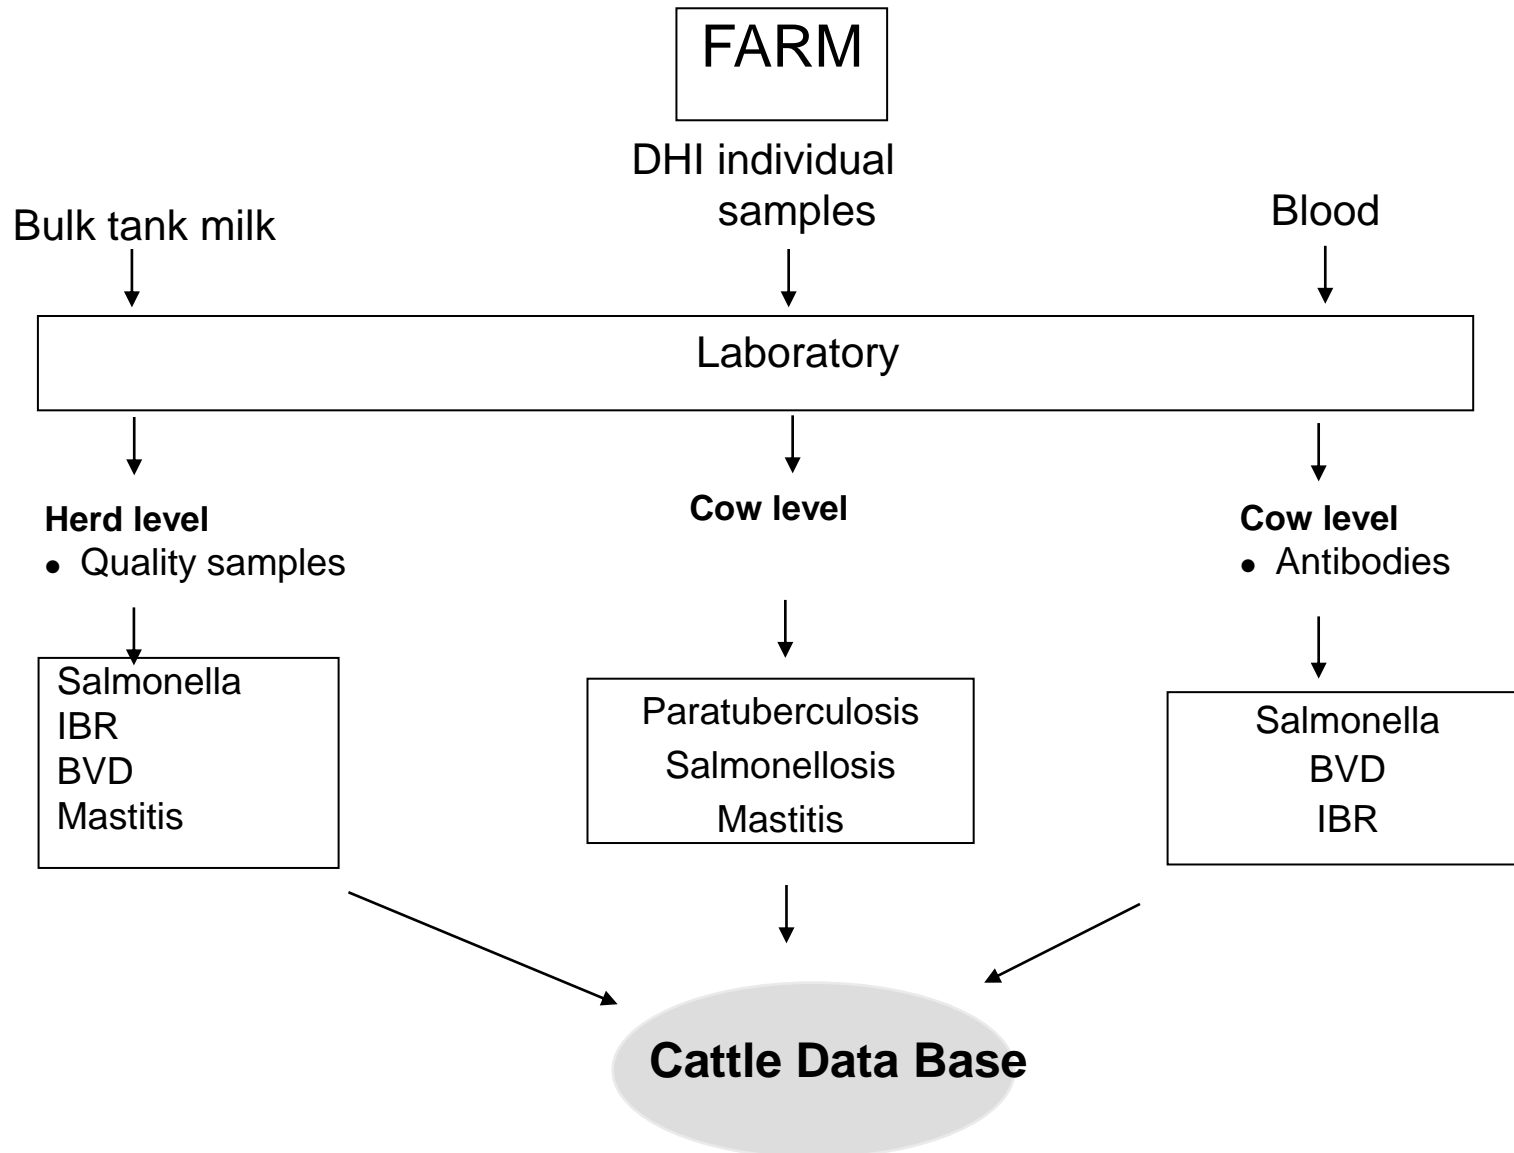 FARM
DHI individual
samples
Bulk tank milk
Blood
Laboratory
Herd level
● Quality samples
Cow level
Cow level
● Antibodies
Salmonella
IBR
BVD
Mastitis
Paratuberculosis
Salmonellosis
Mastitis
Salmonella
BVD
IBR
Cattle Data Base